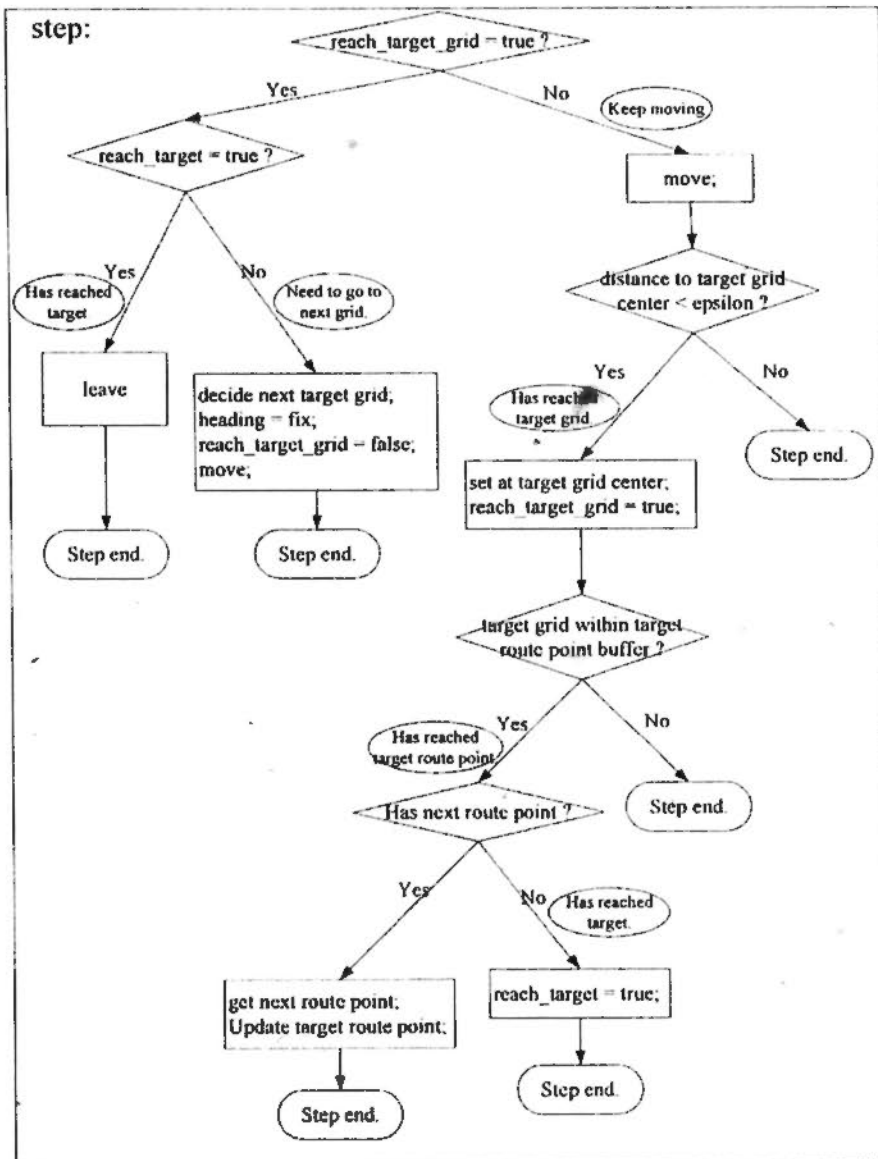 step:
reach_target_grid = true ?
Yes
No
Keep moving
reach_target = true ?
move;
Yes
No
Has reached
target
Need to go to
next grid.
distance to target grid
center < epsilon ?
leave
decide next target grid;
heading = fix;
reach_target_grid = false;
move;
Yes
No
Has reached
target grid
Step end.
set at target grid center;
reach_target_grid = true;
Step end.
Step end.
target grid within target
route point buffer ?
Yes
No
Has reached
target route point
Step end.
Has next route point ?
Yes
No
Has reached
target.
get next route point;
Update target route point;
reach_target = true;
Step end.
Step end.